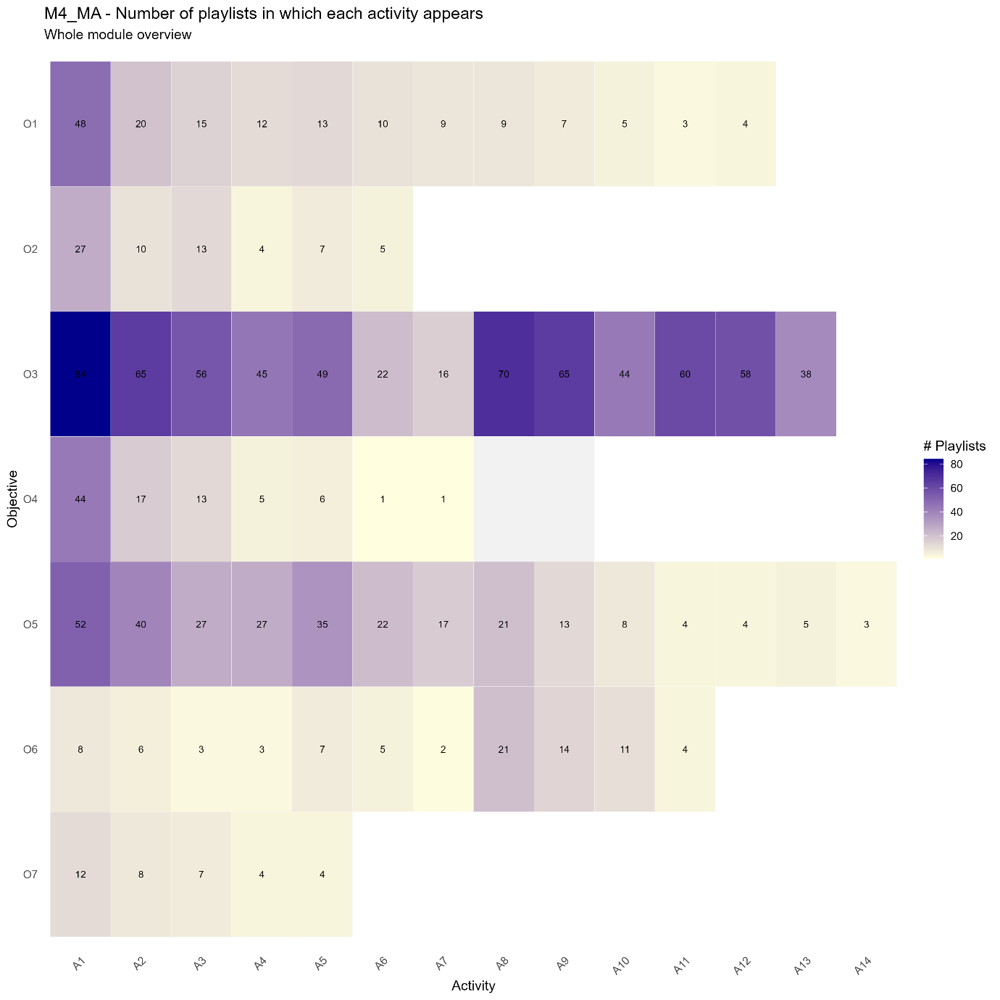 M4_MA - Number of playlists in which each activity appears
Whole module overview
O1 48 20 15 12 13 10 9 9 7 5 3 4
O2 27 10 13 4 7 5
O3 84 65 56 45 49 22 16 70 65 44 60 58 38
O4 44 17 13 5 6 1 1
O5 52 40 27 27 35 22 17 21 13 8 4 4 5 3
O6 8 6 3 3 7 5 2 21 14 11 4
O7 12 8 7 4 4
A1 A2 A3 A4 A5 A6 A7 A8 A9 A10 A11 A12 A13 A14
Activity
Objective
# Playlists
80
60
40
20